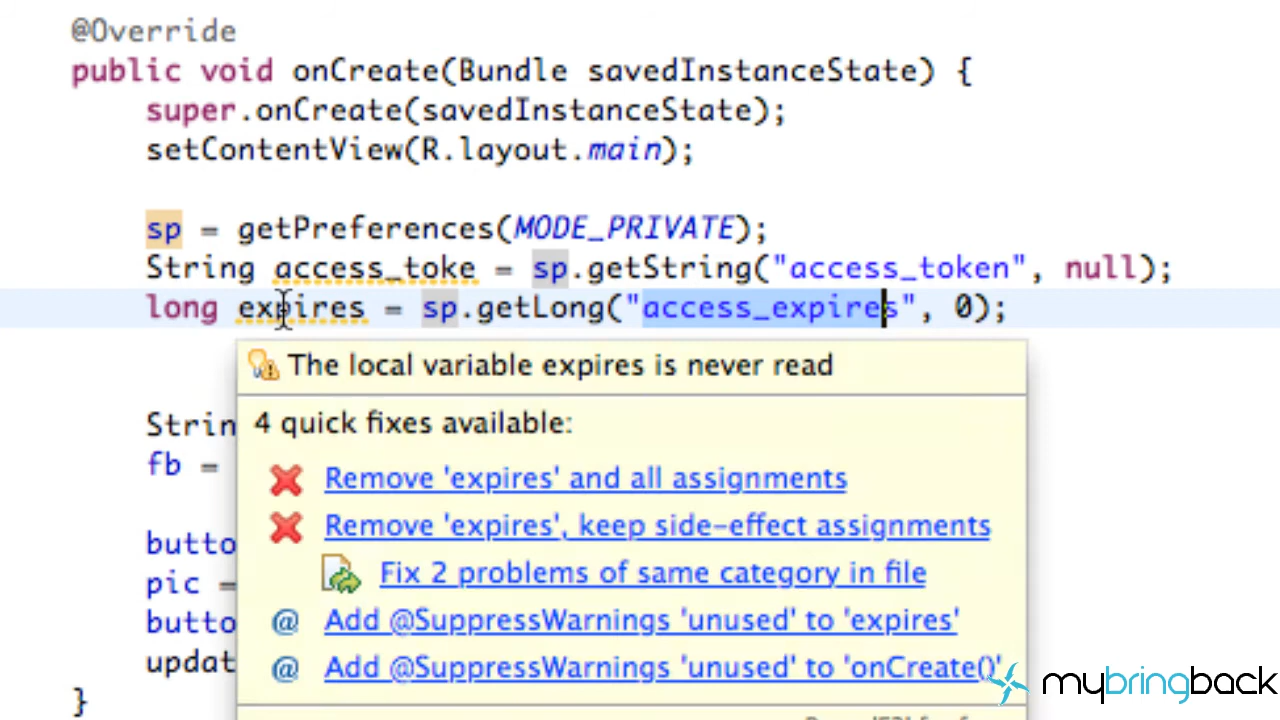 @Override
public void onCreate(Bundle savedInstanceState) {
super.onCreate(savedInstanceState);
setContentView(R.layout.main);
sp = getPreferences(MODE_PRIVATE);
String access_toke = sp.getString("access_token", null);
long expires = sp.getLong("access_expires", 0);
The local variable expires is never read
4 quick fixes available:
Strin
fb =
Remove 'expires' and all assignments
Remove 'expires', keep side-effect assignments
butto
Fix 2 problems of same category in file
pic =
butto
Add @SuppressWarnings 'unused' to 'expires'
updat
Add @SuppressWarnings 'unused' to 'onCreate()'
}
mybringback